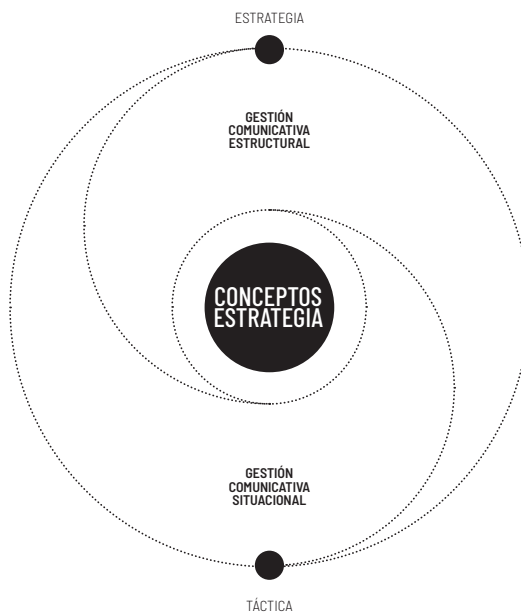 ESTRATEGIA
GESTIÓN
COMUNICATIVA
ESTRUCTURAL
CONCEPTOS
ESTRATEGIA
GESTIÓN
COMUNICATIVA
SITUACIONAL
TÁCTICA